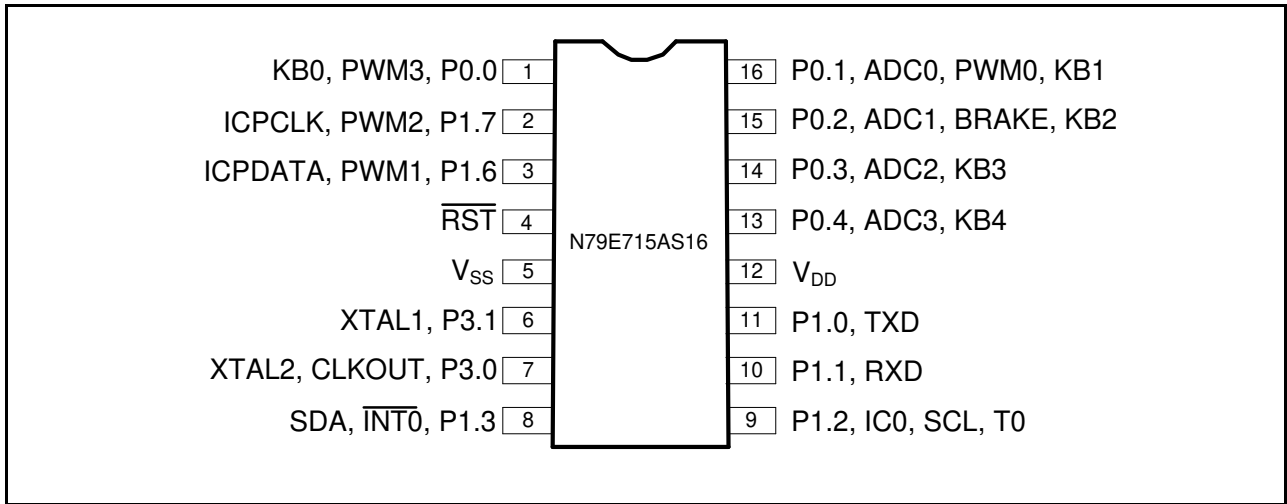 KB0, PWM3, P0.0 1 16 P0.1, ADC0, PWM0, KB1
ICPCLK, PWM2, P1.7 2 15 P0.2, ADC1, BRAKE, KB2
ICPDATA, PWM1, P1.6 3 14 P0.3, ADC2, KB3
RST 4 13 P0.4, ADC3, KB4
N79E715AS16
VSS 5 12 VDD
XTAL1, P3.1 6 11 P1.0, TXD
XTAL2, CLKOUT, P3.0 7 10 P1.1, RXD
SDA, INT0, P1.3 8 9 P1.2, IC0, SCL, T0